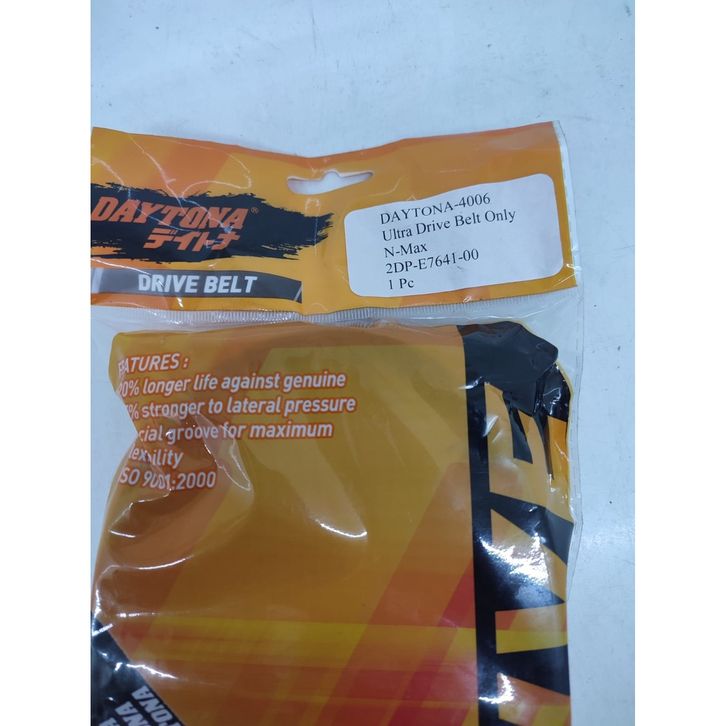 DAYTONA®
デイトナ
DRIVE BELT
DAYTONA-4006
Ultra Drive Belt Only
N-Max
2DP-E7641-00
1 Pc
longer life against genuine
stronger to lateral pressure
groove for maximum
ISO 9001:2000